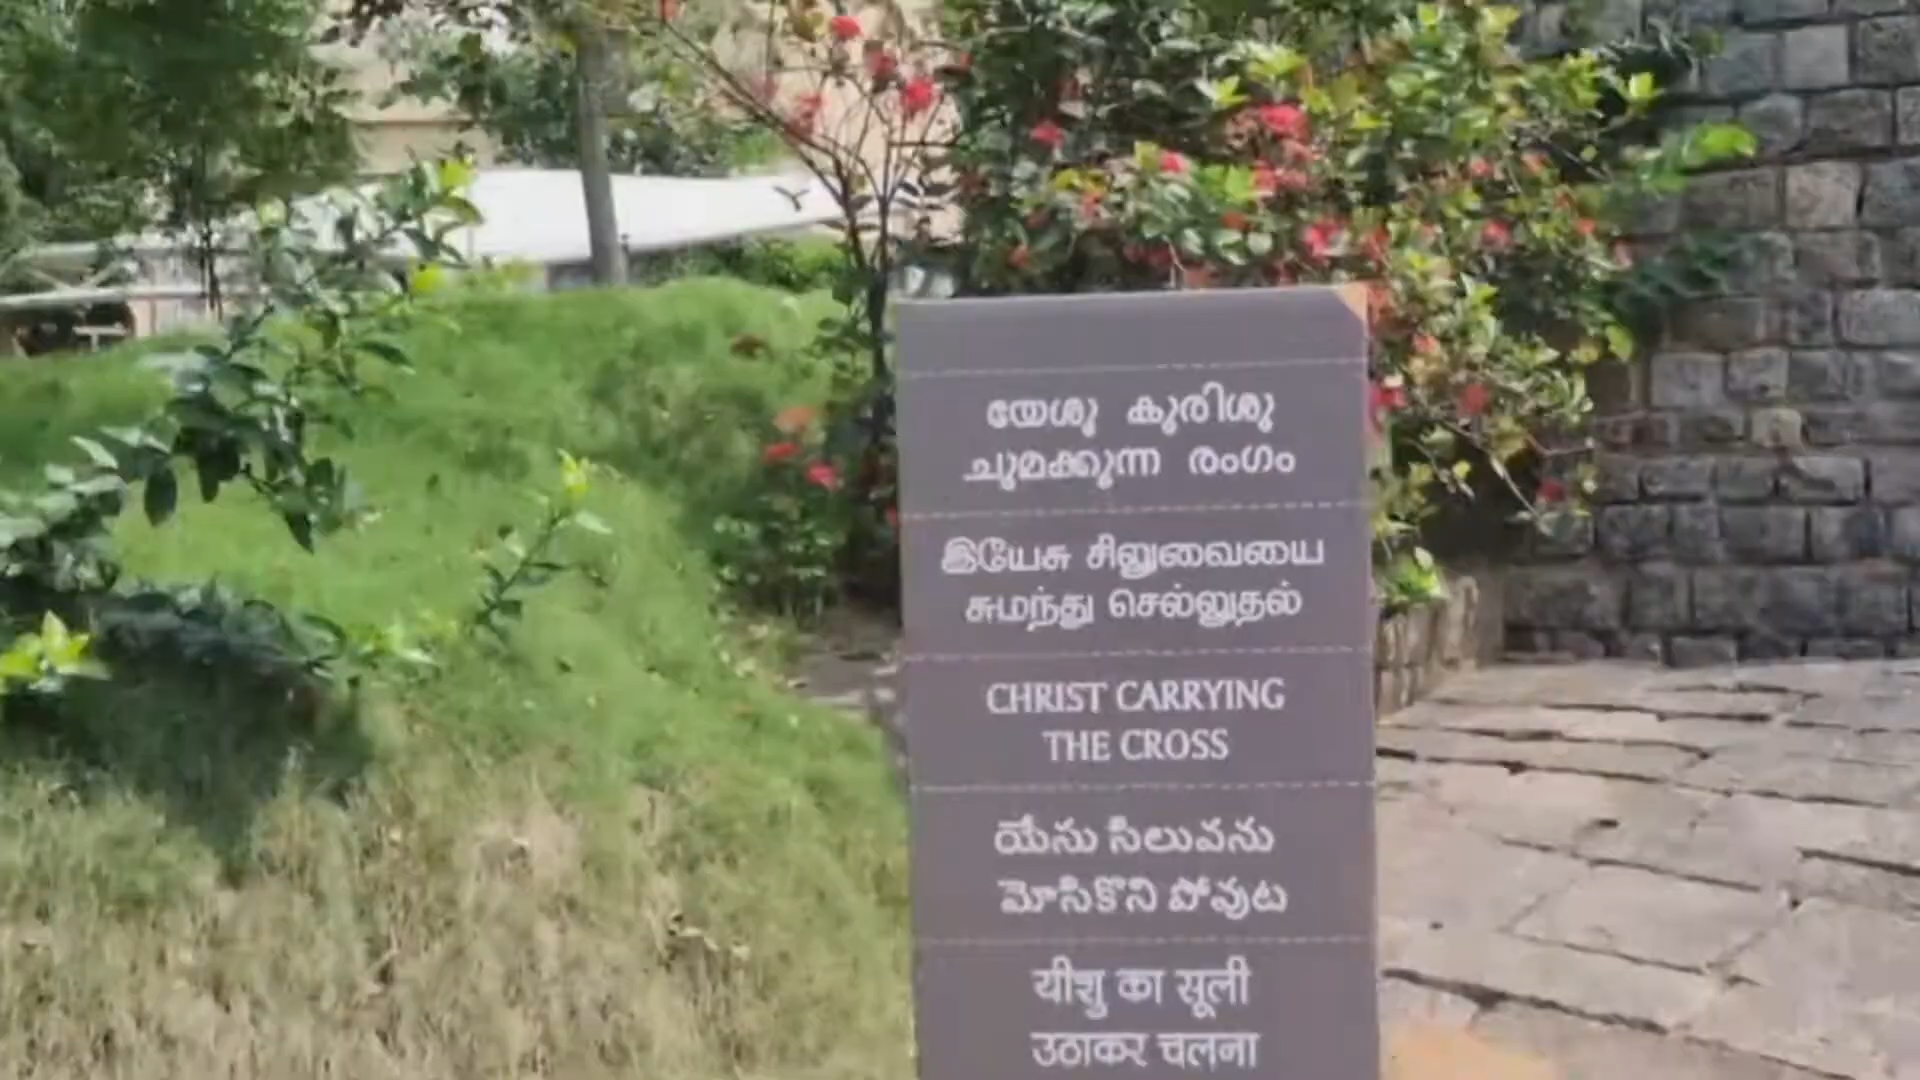 യേശു കുരിശു
ചുമക്കുന്ന രംഗം
இயேசு சிலுவையை
சுமந்து செல்லுதல்
CHRIST CARRYING
THE CROSS
యేసు సిలువను
మోసికొని పోవుట
यीशु का सूली
उठाकर चलना